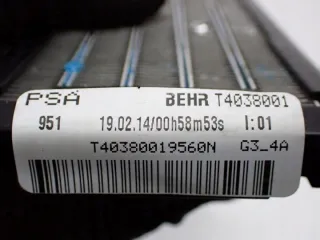 PSA BEHR T4038001
951 19.02.14/00h58m53s I:01
T40380019560N G3_4A